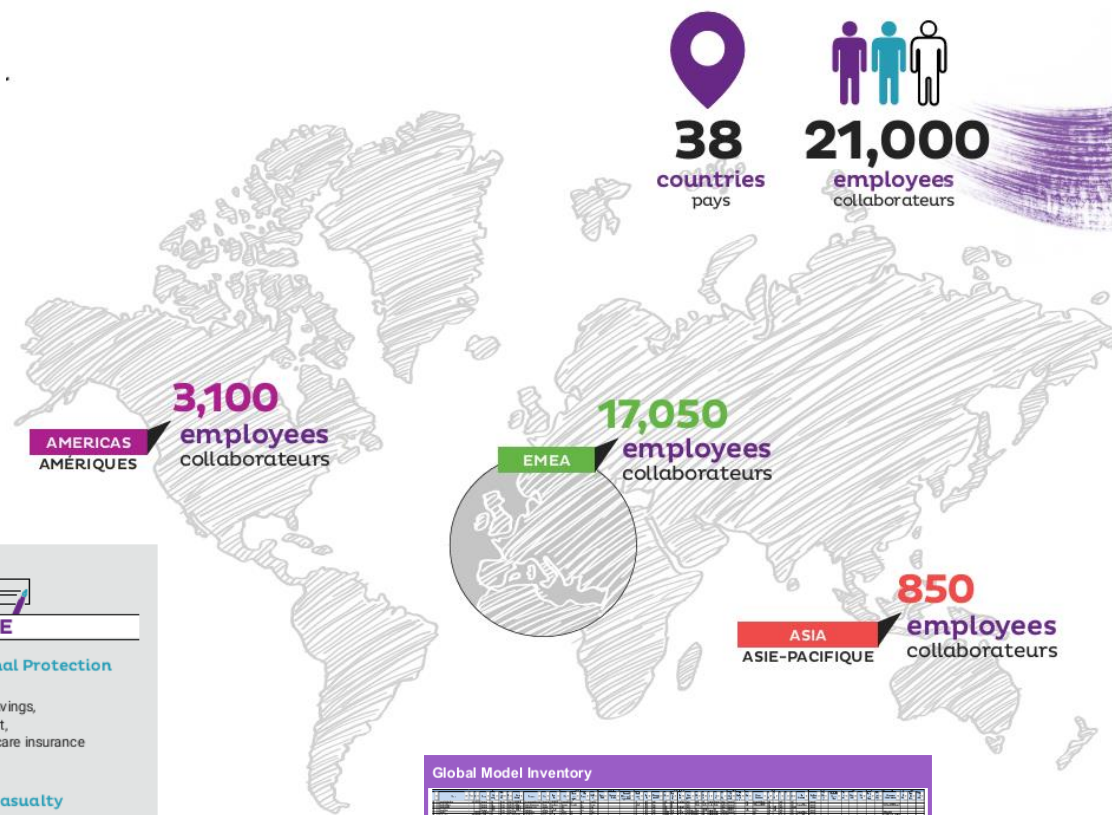 38
countries
pays
21,000
employees
collaborateurs
3,100
employees
collaborateurs
AMERICAS
AMÉRIQUES
17,050
employees
collaborateurs
EMEA
850
employees
collaborateurs
ASIA
ASIE-PACIFIQUE
E
al Protection
vings,
t,
care insurance
asualty
Global Model Inventory